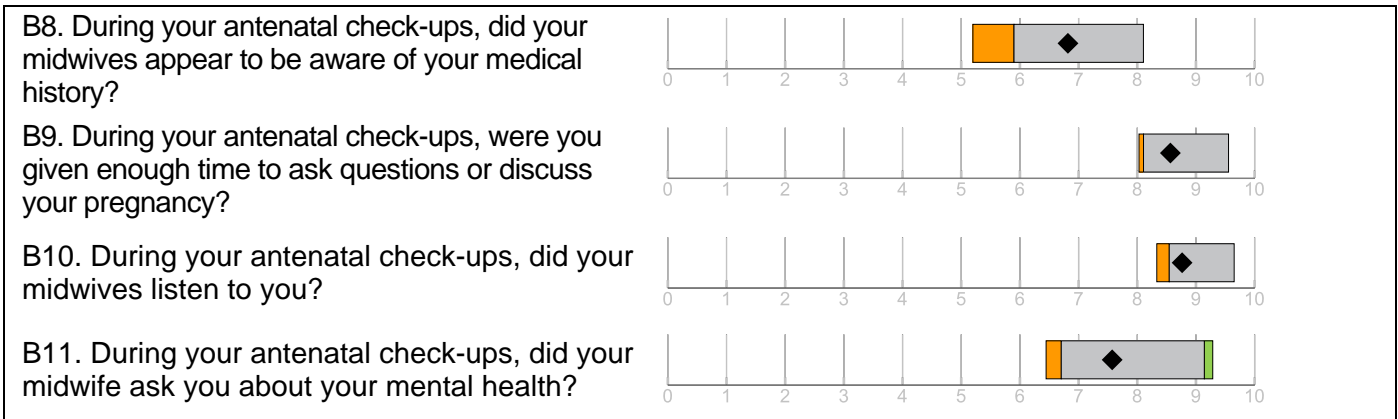 B8. During your antenatal check-ups, did your
midwives appear to be aware of your medical
history?
0 1 2 3 4 5 6 7 8 9 10
B9. During your antenatal check-ups, were you
given enough time to ask questions or discuss
your pregnancy?
0 1 2 3 4 5 6 7 8 9 10
B10. During your antenatal check-ups, did your
midwives listen to you?
0 1 2 3 4 5 6 7 8 9 10
B11. During your antenatal check-ups, did your
midwife ask you about your mental health?
0 1 2 3 4 5 6 7 8 9 10